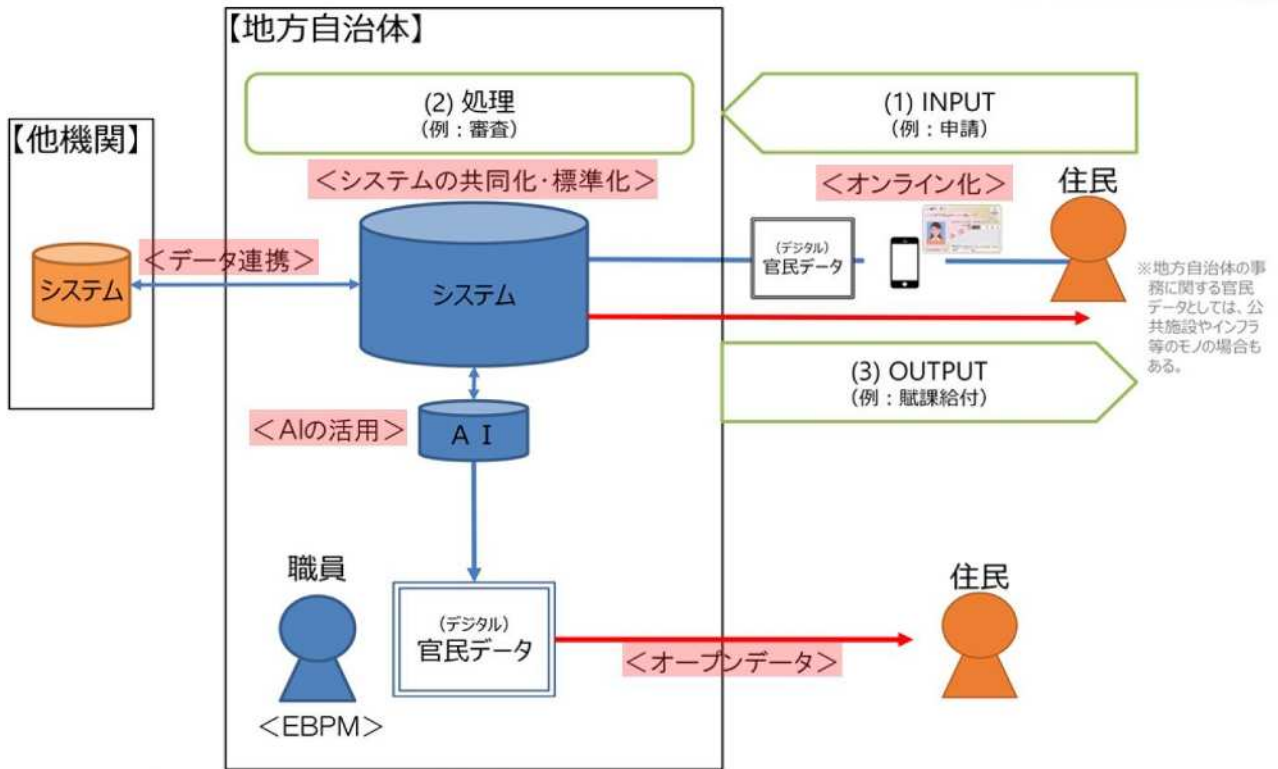 【地方自治体】
(2) 処理
(例：審査)
(1) INPUT
(例：申請)
【他機関】
＜システムの共同化・標準化＞
＜オンライン化＞
住民
＜データ連携＞
システム
システム
(デジタル)
官民データ
※地方自治体の事
務に関する官民
データとしては、公
共施設やインフラ
等のモノの場合も
ある。
(3) OUTPUT
(例：賦課給付)
＜AIの活用＞
ＡＩ
職員
(デジタル)
官民データ
＜オープンデータ＞
住民
＜EBPM＞